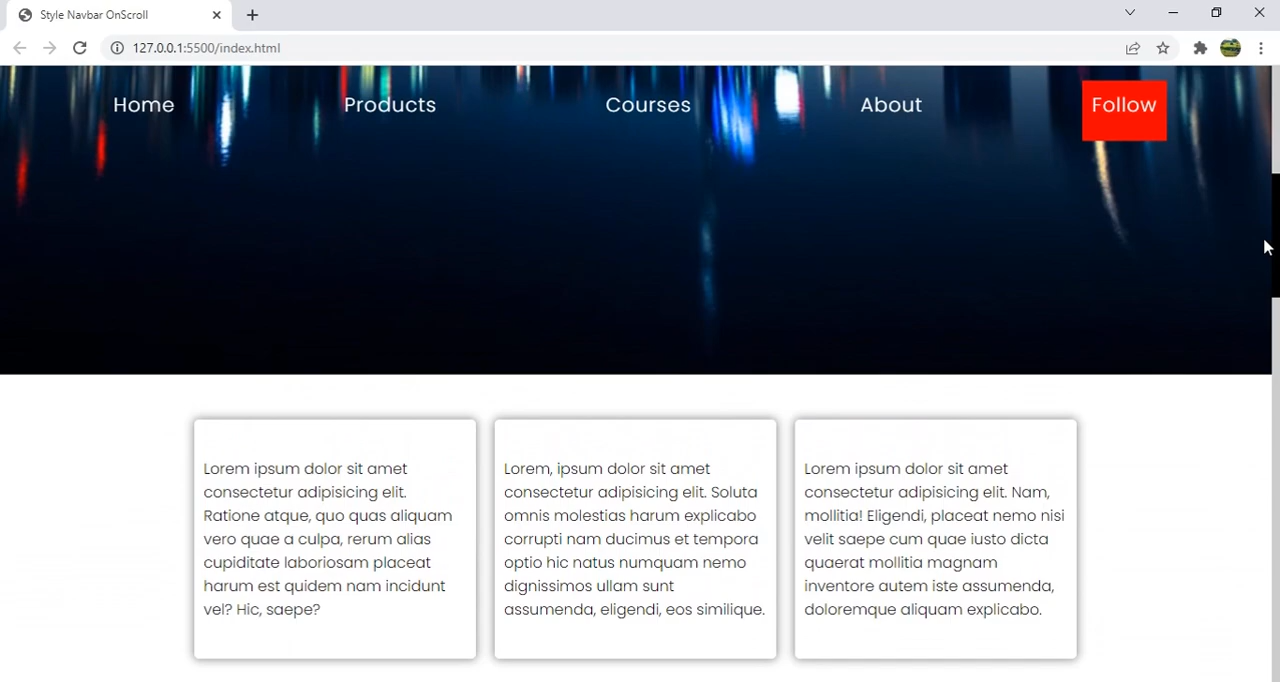 Style Navbar OnScroll
127.0.0.1:5500/index.html
Home Products Courses About Follow
Lorem ipsum dolor sit amet
consectetur adipisicing elit.
Ratione atque, quo quas aliquam
vero quae a culpa, rerum alias
cupiditate laboriosam placeat
harum est quidem nam incidunt
vel? Hic, saepe?
Lorem, ipsum dolor sit amet
consectetur adipisicing elit. Soluta
omnis molestias harum explicabo
corrupti nam ducimus et tempora
optio hic natus numquam nemo
dignissimos ullam sunt
assumenda, eligendi, eos similique.
Lorem ipsum dolor sit amet
consectetur adipisicing elit. Nam,
mollitia! Eligendi, placeat nemo nisi
velit saepe cum quae iusto dicta
quaerat mollitia magnam
inventore autem iste assumenda,
doloremque aliquam explicabo.